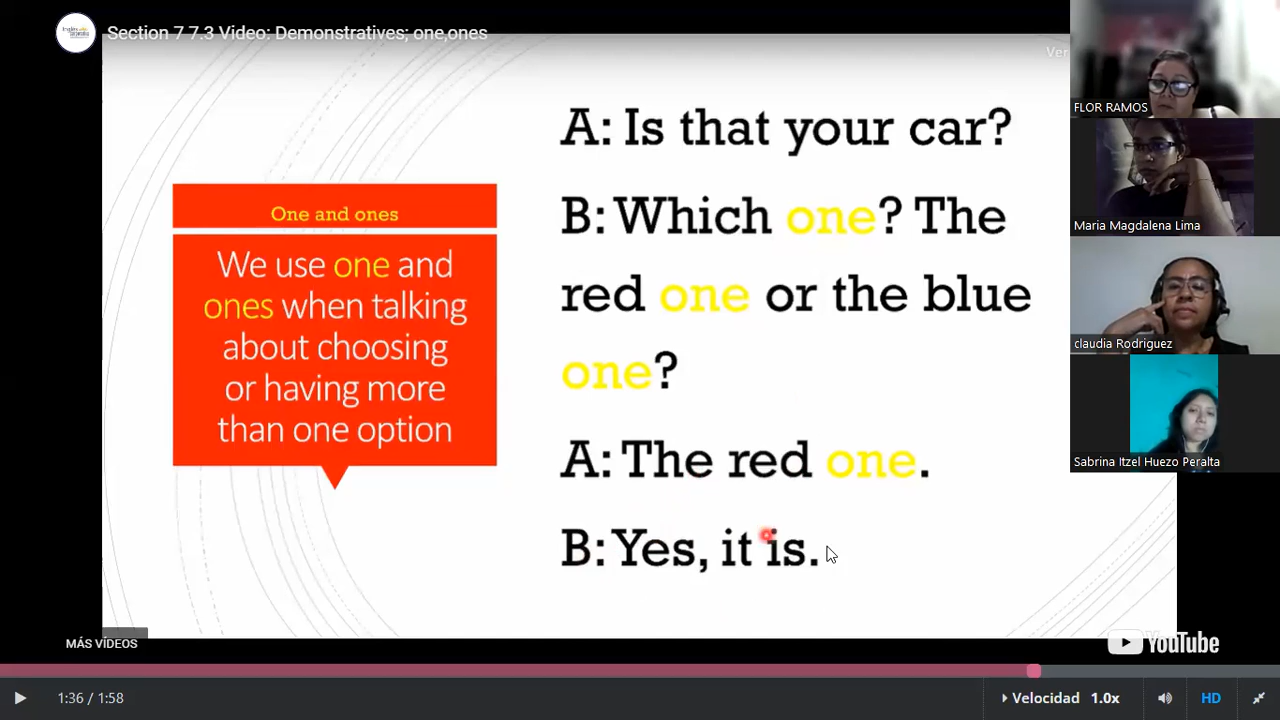 Section 7 7.3 Video: Demonstratives; one,ones
Ver
FLOR RAMOS
A: Is that your car?
B: Which one? The
red one or the blue
one?
A: The red one.
B: Yes, it is.
One and ones
We use one and
ones when talking
about choosing
or having more
than one option
Maria Magdalena Lima
claudia Rodriguez
Sabrina Itzel Huezo Peralta
MÁS VÍDEOS
YouTube
1:36 / 1:58
Velocidad 1.0x
HD